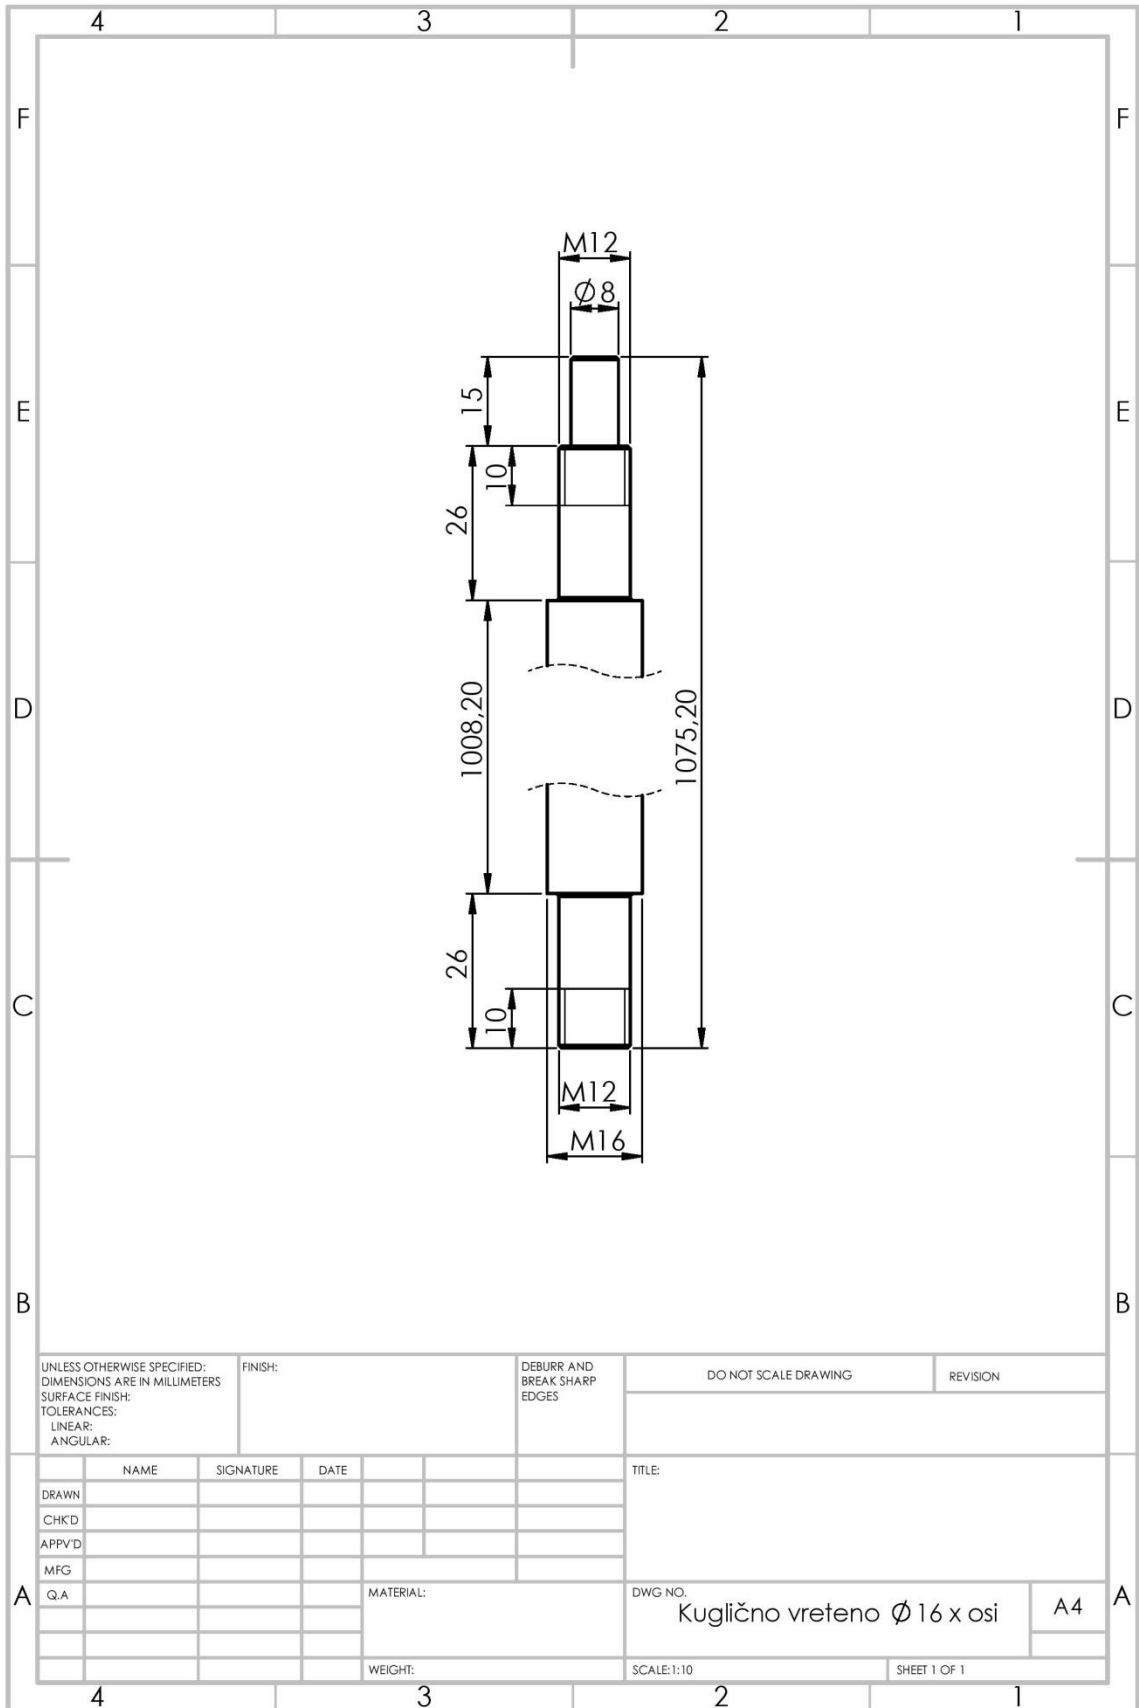 4 3 2 1
F F
M12
Ø8
15
E E
10
26
D D
1008,20
1075,20
26
C C
10
M12
M16
B B
UNLESS OTHERWISE SPECIFIED:
DIMENSIONS ARE IN MILLIMETERS
SURFACE FINISH:
TOLERANCES:
LINEAR:
ANGULAR:
FINISH:
DEBURR AND
BREAK SHARP
EDGES
DO NOT SCALE DRAWING
REVISION
NAME SIGNATURE DATE
TITLE:
DRAWN
CHK'D
APPV'D
MFG
Q.A
MATERIAL:
DWG NO.
Kuglično vreteno Ø 16 x osi
A4
A A
WEIGHT:
SCALE:1:10
SHEET 1 OF 1
4 3 2 1